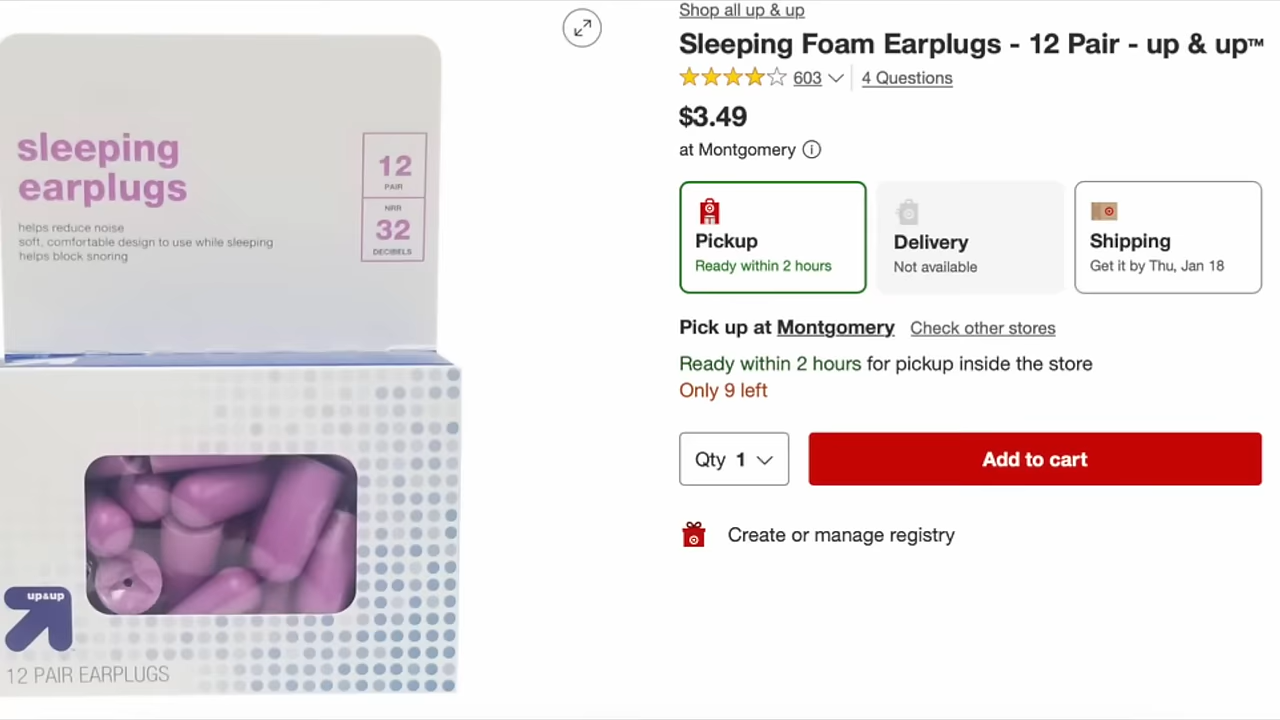 Shop all up & up
Sleeping Foam Earplugs - 12 Pair - up & up™
603
4 Questions
$3.49
at Montgomery
Pickup
Ready within 2 hours
Delivery
Not available
Shipping
Get it by Thu, Jan 18
Pick up at Montgomery
Check other stores
Ready within 2 hours for pickup inside the store
Only 9 left
Qty 1
Add to cart
Create or manage registry
sleeping
earplugs
helps reduce noise
soft, comfortable design to use while sleeping
helps block snoring
12
PAIR
NRR
32
DECIBELS
up&up
12 PAIR EARPLUGS